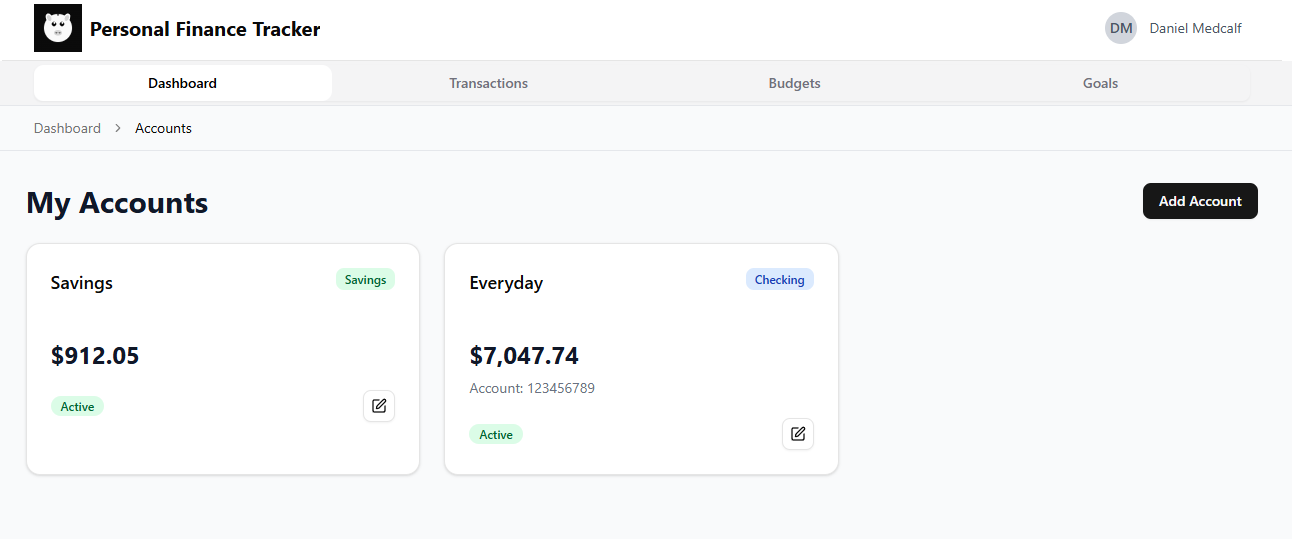 Personal Finance Tracker
DM Daniel Medcalf
Dashboard Transactions Budgets Goals
Dashboard > Accounts
My Accounts
Add Account
Savings Savings
$912.05
Active
Everyday Checking
$7,047.74
Account: 123456789
Active